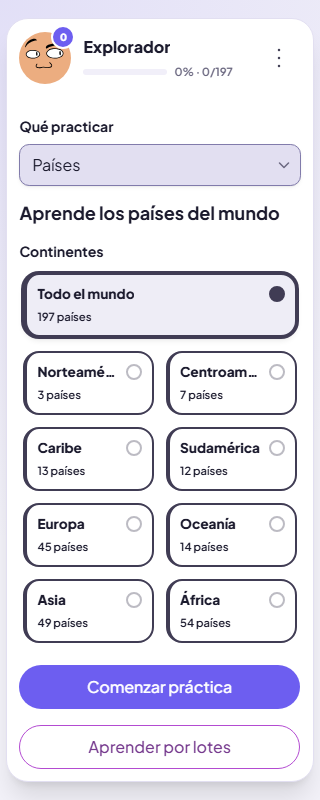 0
Explorador
0% · 0/197
Qué practicar
Países
Aprende los países del mundo
Continentes
Todo el mundo
197 países
Norteamé…
3 países
Centroam…
7 países
Caribe
13 países
Sudamérica
12 países
Europa
45 países
Oceanía
14 países
Asia
49 países
África
54 países
Comenzar práctica
Aprender por lotes